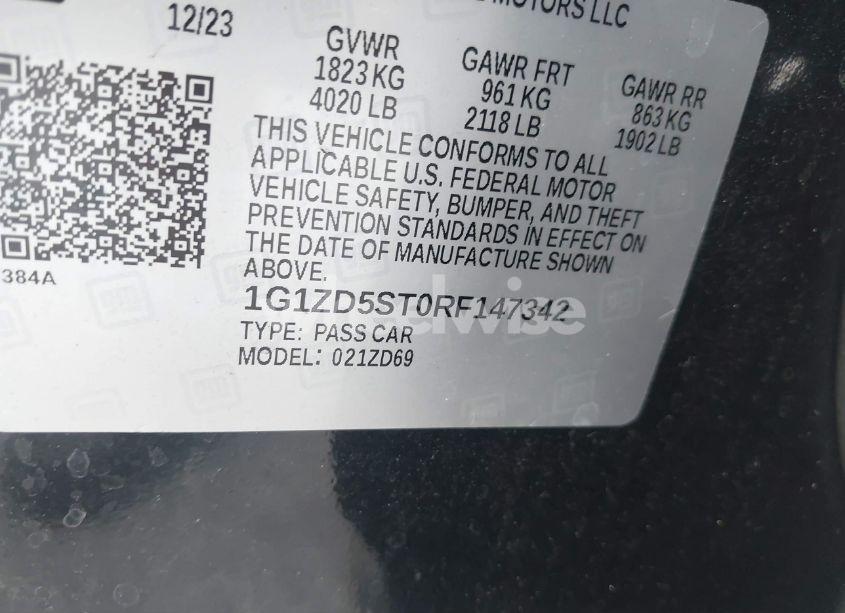 MOTORS LLC
12/23
GVWR
1823 KG
4020 LB
GAWR FRT
961 KG
2118 LB
GAWR RR
863 KG
1902 LB
THIS VEHICLE CONFORMS TO ALL
APPLICABLE U.S. FEDERAL MOTOR
VEHICLE SAFETY, BUMPER, AND THEFT
PREVENTION STANDARDS IN EFFECT ON
THE DATE OF MANUFACTURE SHOWN
ABOVE.
384A
1G1ZD5ST0RF147342
TYPE: PASS CAR
MODEL: 021ZD69